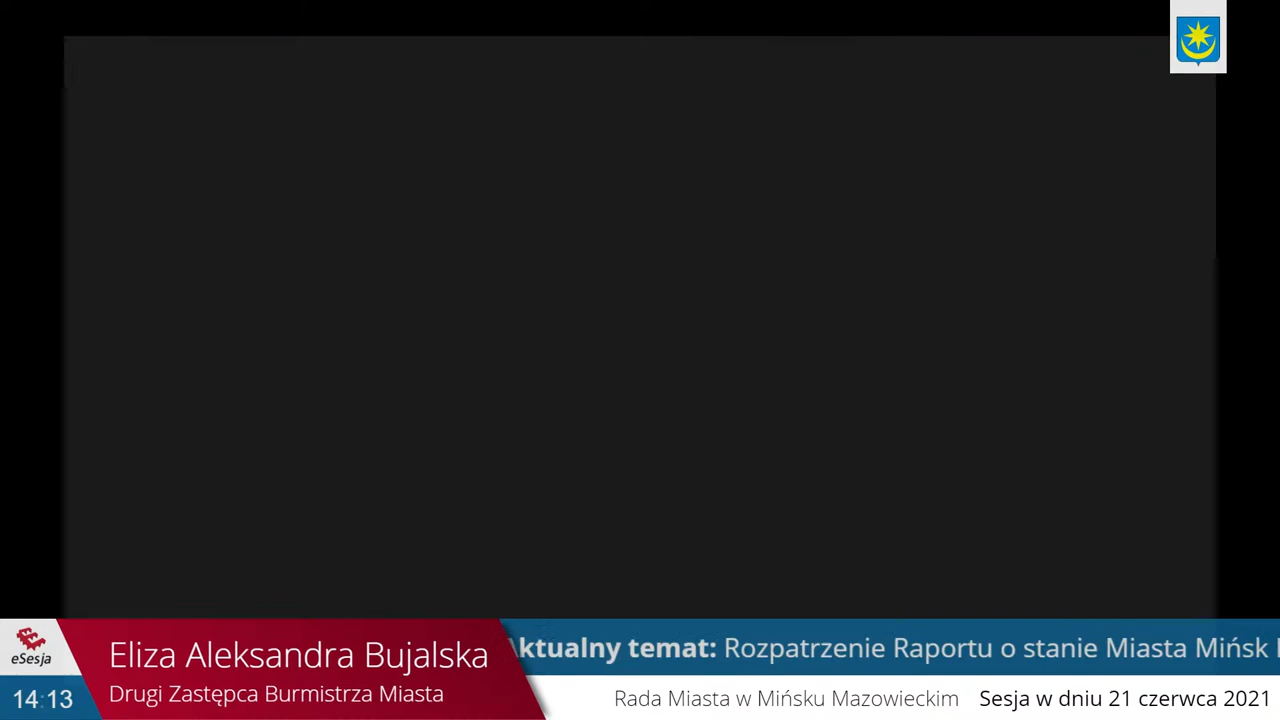 Eliza Aleksandra Bujalska
Drugi Zastępca Burmistrza Miasta
Aktualny temat: Rozpatrzenie Raportu o stanie Miasta Mińsk
eSesja
14:13
Rada Miasta w Mińsku Mazowieckim Sesja w dniu 21 czerwca 2021